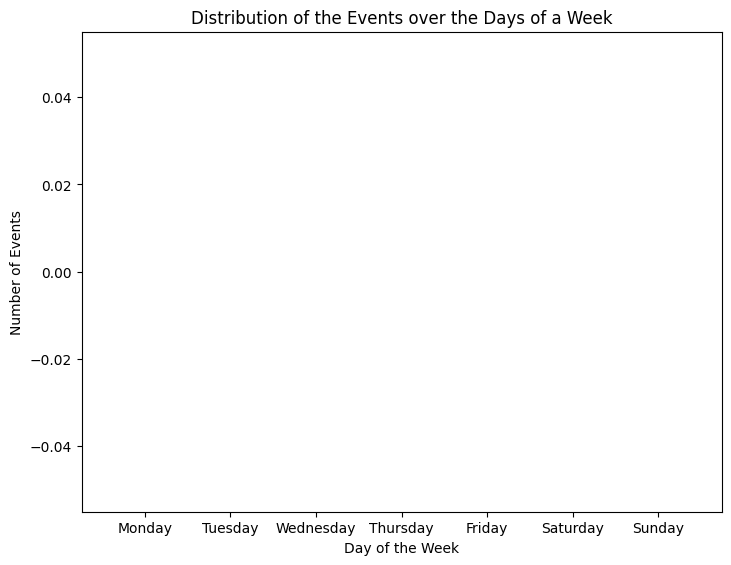 Distribution of the Events over the Days of a Week
0.04
0.02
0.00
−0.02
−0.04
Number of Events
Monday Tuesday Wednesday Thursday Friday Saturday Sunday
Day of the Week